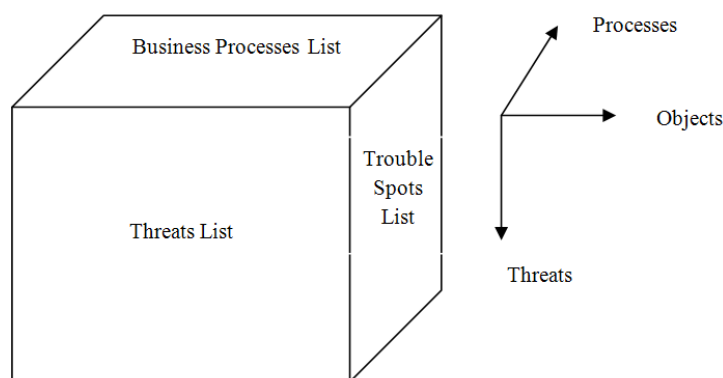 Business Processes List
Threats List
Trouble
Spots
List
Processes
Objects
Threats